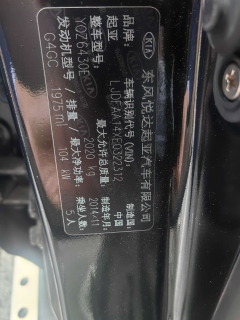 KIA 东风悦达起亚汽车有限公司
品牌: 起亚 制造国: 中国
车辆识别代号(VIN): LJDFAA14XE0322312
整车型号: YQZ6430E 制造年月: 2014/11
最大允许总质量: 2020 kg 乘坐人数: 5人
发动机型号/排量: G4GC 1975 ml 最大净功率: 104 KW